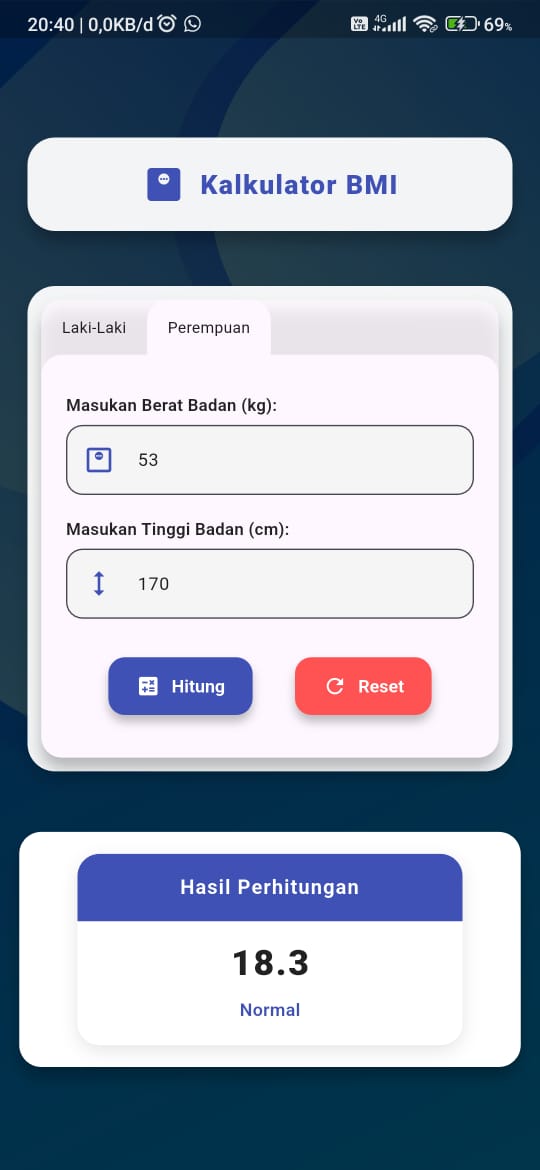 20:40 | 0,0KB/d
Vo LTE 4G 69%
Kalkulator BMI
Laki-Laki Perempuan
Masukan Berat Badan (kg):
53
Masukan Tinggi Badan (cm):
170
Hitung Reset
Hasil Perhitungan
18.3
Normal